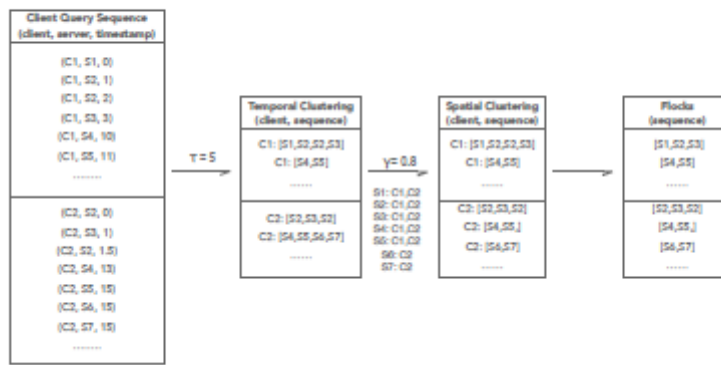 Client Query Sequence
(client, server, timestamp)
(C1, S1, 0)
(C1, S2, 1)
(C1, S2, 2)
(C1, S3, 3)
(C1, S4, 10)
(C1, S5, 11)
........
(C2, S2, 0)
(C2, S3, 1)
(C2, S2, 1.5)
(C2, S4, 13)
(C2, S5, 15)
(C2, S6, 15)
(C2, S7, 15)
........
τ = 5
Temporal Clustering
(client, sequence)
C1: [S1,S2,S2,S3]
C1: [S4,S5]
......
C2: [S2,S3,S2]
C2: [S4,S5,S6,S7]
......
γ= 0.8
S1: C1,C2
S2: C1,C2
S3: C1,C2
S4: C1,C2
S5: C1,C2
S6: C2
S7: C2
Spatial Clustering
(client, sequence)
C1: [S1,S2,S2,S3]
C1: [S4,S5]
......
C2: [S2,S3,S2]
C2: [S4,S5,]
C2: [S6,S7]
......
Flocks
(sequence)
[S1,S2,S3]
[S4,S5]
......
[S2,S3,S2]
[S4,S5,]
[S6,S7]
......